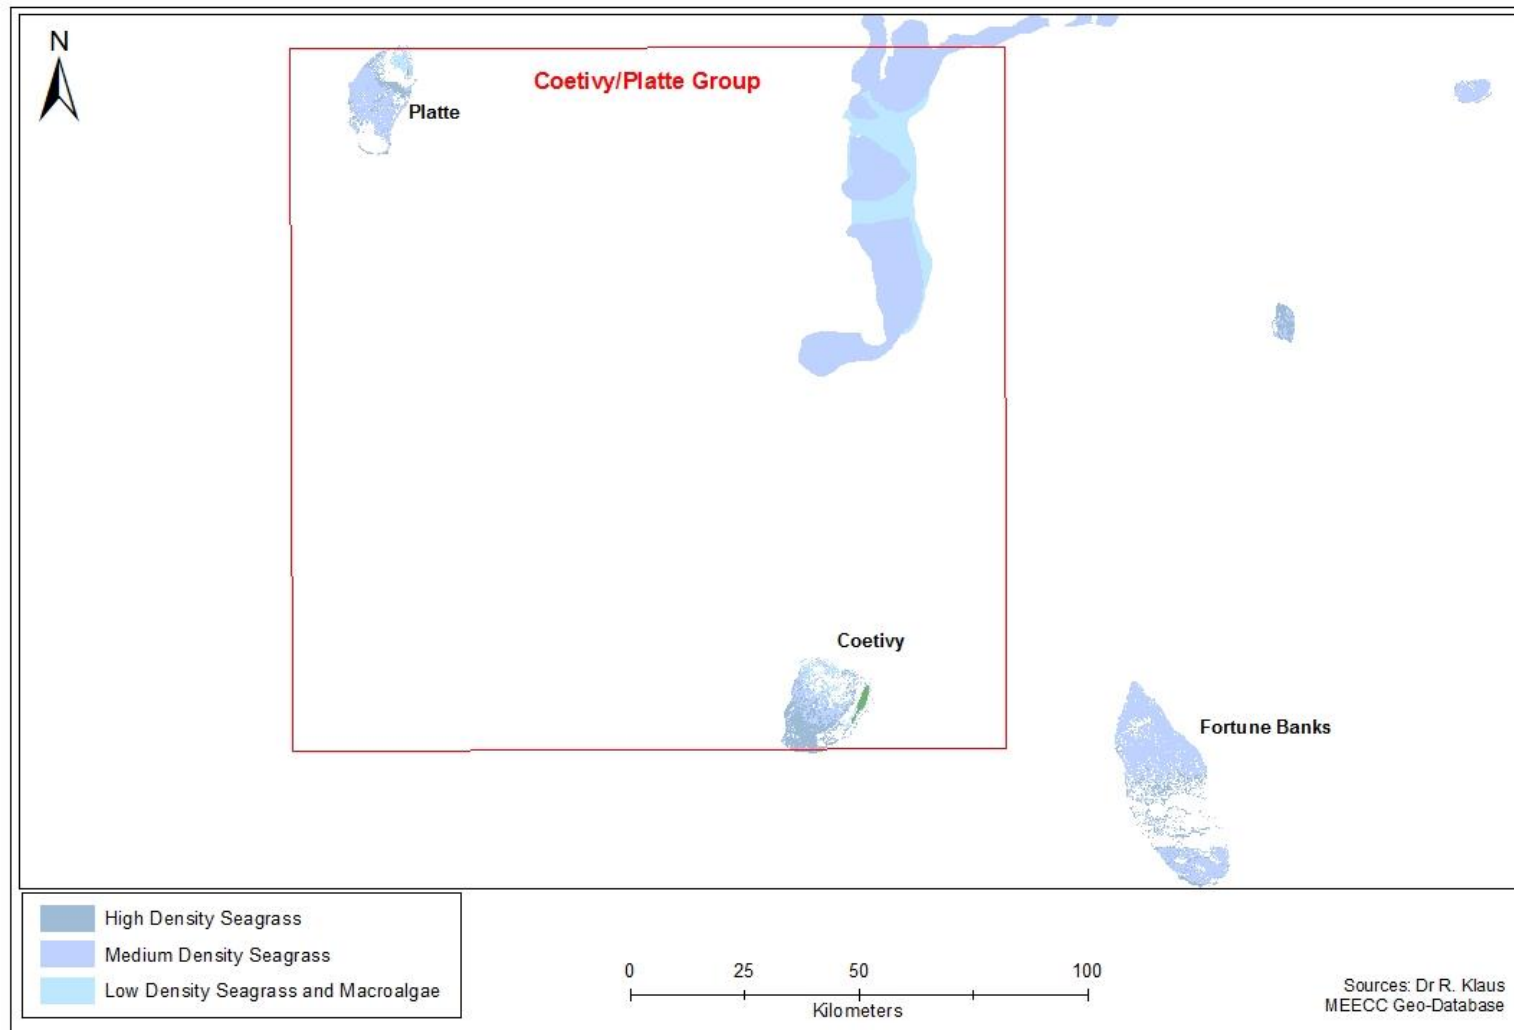 N
Coetivy/Platte Group
Platte
Coetivy
Fortune Banks
High Density Seagrass
Medium Density Seagrass
Low Density Seagrass and Macroalgae
0 25 50 100
Kilometers
Sources: Dr R. Klaus
MEECC Geo-Database